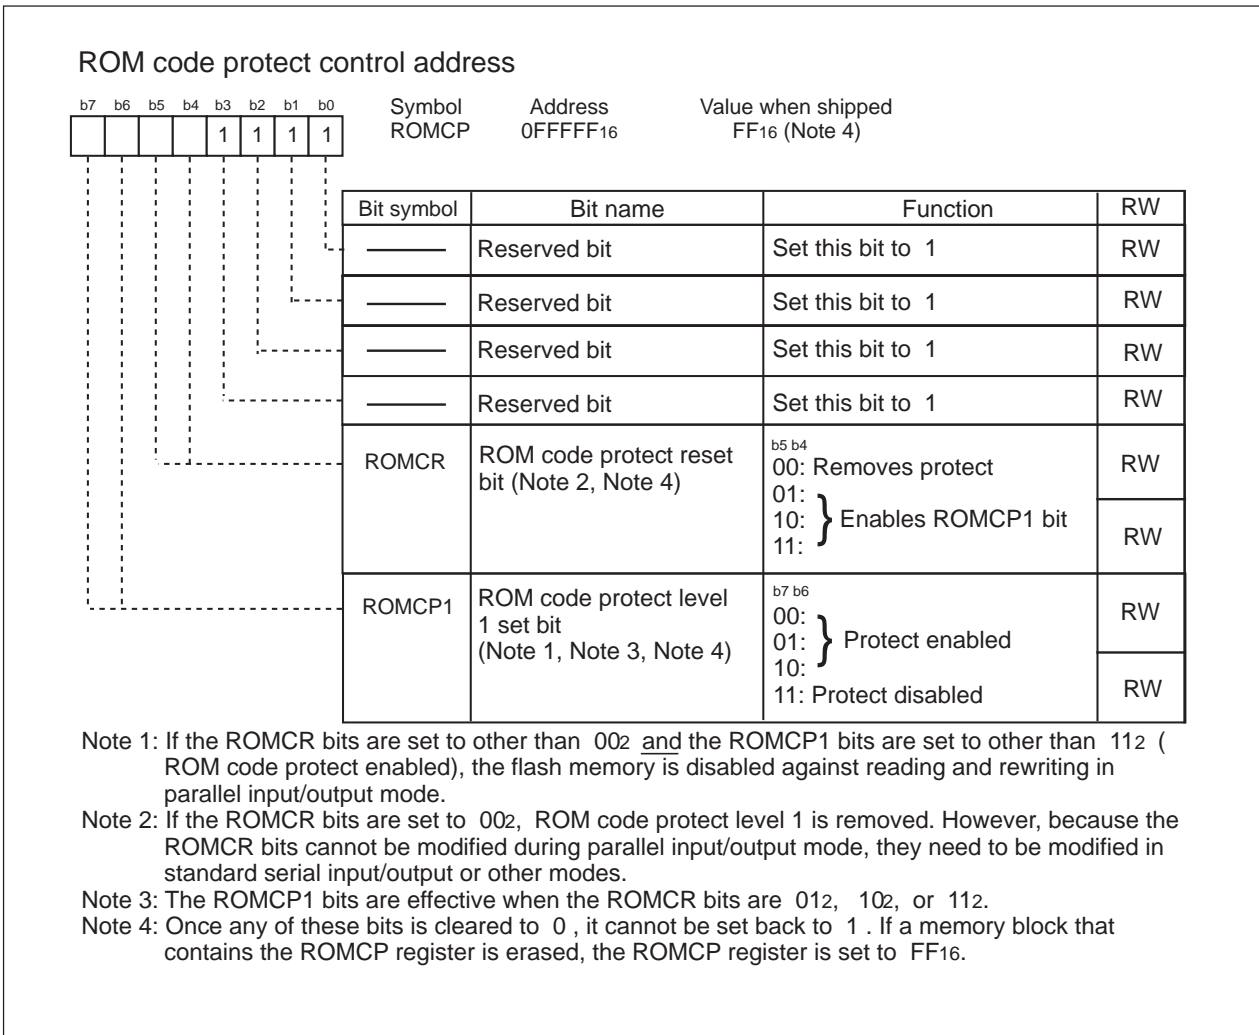 ROM code protect control address
b7 b6 b5 b4 b3 b2 b1 b0
1 1 1 1
Symbol Address Value when shipped
ROMCP 0FFFFF16 FF16 (Note 4)
Bit symbol Bit name Function RW
Reserved bit Set this bit to 1 RW
Reserved bit Set this bit to 1 RW
Reserved bit Set this bit to 1 RW
Reserved bit Set this bit to 1 RW
ROMCR ROM code protect reset bit (Note 2, Note 4)
b5 b4
00: Removes protect
01:
10: } Enables ROMCP1 bit
11:
RW
RW
ROMCP1 ROM code protect level
1 set bit
(Note 1, Note 3, Note 4)
b7 b6
00:
01: } Protect enabled
10:
11: Protect disabled
RW
RW
Note 1: If the ROMCR bits are set to other than 002 and the ROMCP1 bits are set to other than 112 (
ROM code protect enabled), the flash memory is disabled against reading and rewriting in
parallel input/output mode.
Note 2: If the ROMCR bits are set to 002, ROM code protect level 1 is removed. However, because the
ROMCR bits cannot be modified during parallel input/output mode, they need to be modified in
standard serial input/output or other modes.
Note 3: The ROMCP1 bits are effective when the ROMCR bits are 012, 102, or 112.
Note 4: Once any of these bits is cleared to 0 , it cannot be set back to 1 . If a memory block that
contains the ROMCP register is erased, the ROMCP register is set to FF16.